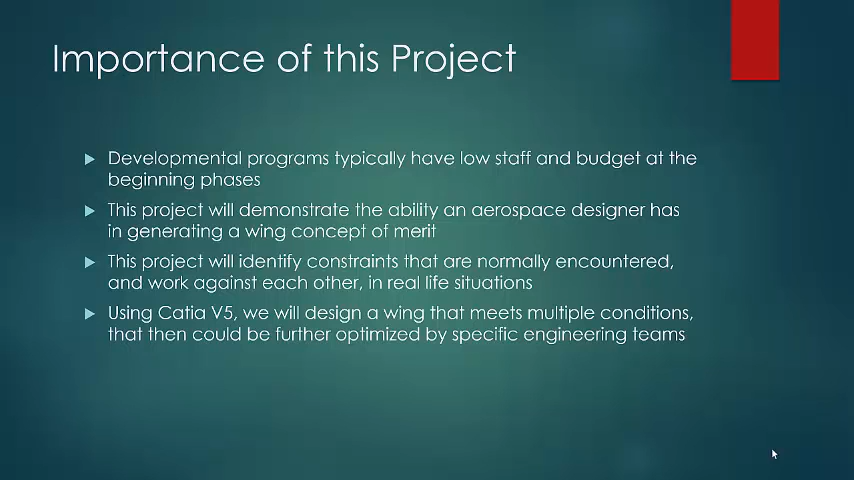 Importance of this Project
Developmental programs typically have low staff and budget at the
beginning phases
This project will demonstrate the ability an aerospace designer has
in generating a wing concept of merit
This project will identify constraints that are normally encountered,
and work against each other, in real life situations
Using Catia V5, we will design a wing that meets multiple conditions,
that then could be further optimized by specific engineering teams